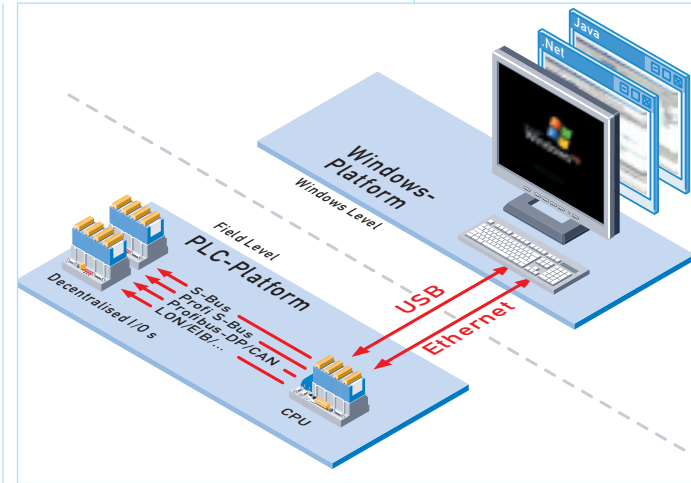 Java
.Net
Windows
Windows-
Platform
Windows Level
Field Level
PLC-Platform
Decentralised I/O s
S-Bus
Profi S-Bus
Profibus-DP/CAN
LON/EIB/...
USB
Ethernet
CPU